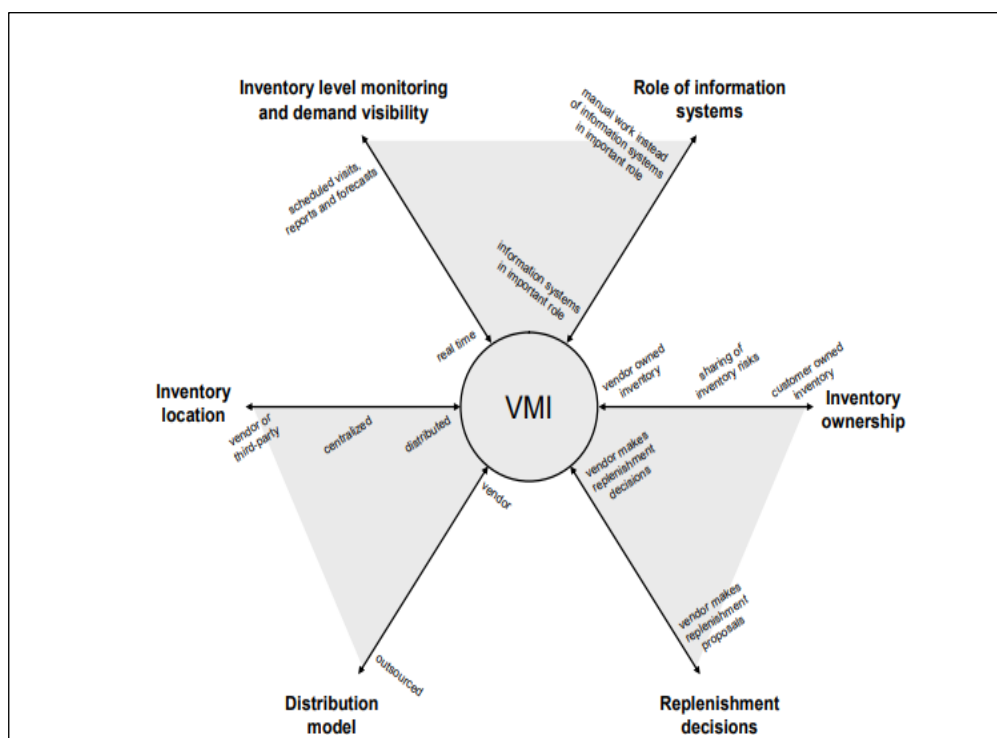 Inventory level monitoring
and demand visibility
Role of information
systems
manual work instead
of information systems
in important role
scheduled visits,
reports and forecasts
information systems
in important role
real time
vendor owned
inventory
sharing of
inventory risks
customer owned
inventory
Inventory
location
VMI
Inventory
ownership
vendor or
third-party
centralized
distributed
vendor
vendor makes
replenishment
decisions
vendor makes
replenishment
proposals
outsourced
Distribution
model
Replenishment
decisions